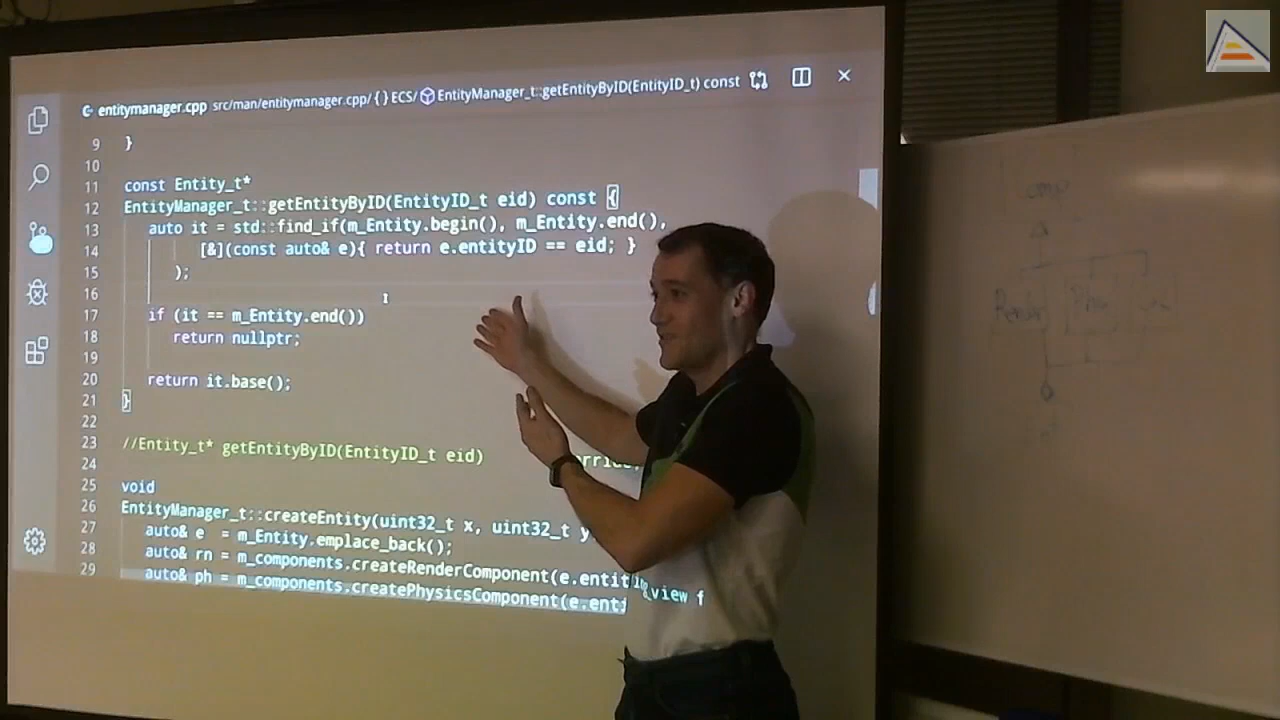 entitymanager.cpp src/man/entitymanager.cpp/ { } ECS/ EntityManager_t::getEntityByID(EntityID_t) const
9 }
10
11 const Entity_t*
12 EntityManager_t::getEntityByID(EntityID_t eid) const {
13 auto it = std::find_if(m_Entity.begin(), m_Entity.end(),
14 [&](const auto& e){ return e.entityID == eid; }
15 );
16
17 if (it == m_Entity.end())
18 return nullptr;
19
20 return it.base();
21 }
22
23 //Entity_t* getEntityByID(EntityID_t eid)
24
25 void
26 EntityManager_t::createEntity(uint32_t x, uint32_t y
27 auto& e = m_Entity.emplace_back();
28 auto& rn = m_components.createRenderComponent(e.entit
29 auto& ph = m_components.createPhysicsComponent(e.enti
view f
Render